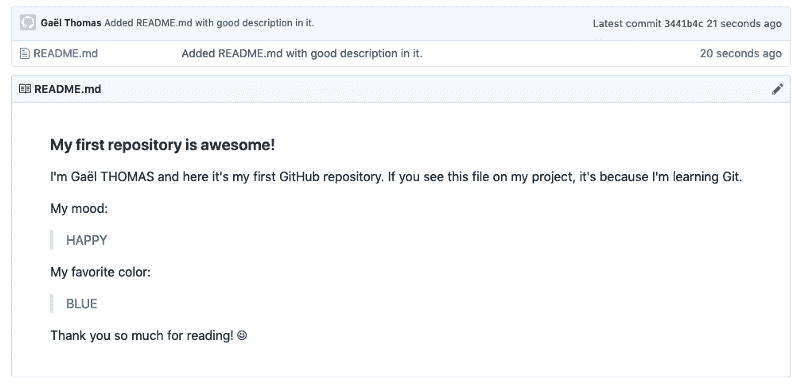 Gaël Thomas Added README.md with good description in it. Latest commit 3441b4c 21 seconds ago
README.md Added README.md with good description in it. 20 seconds ago
README.md
My first repository is awesome!
I'm Gaël THOMAS and here it's my first GitHub repository. If you see this file on my project, it's because I'm learning Git.
My mood:
HAPPY
My favorite color:
BLUE
Thank you so much for reading! 😉